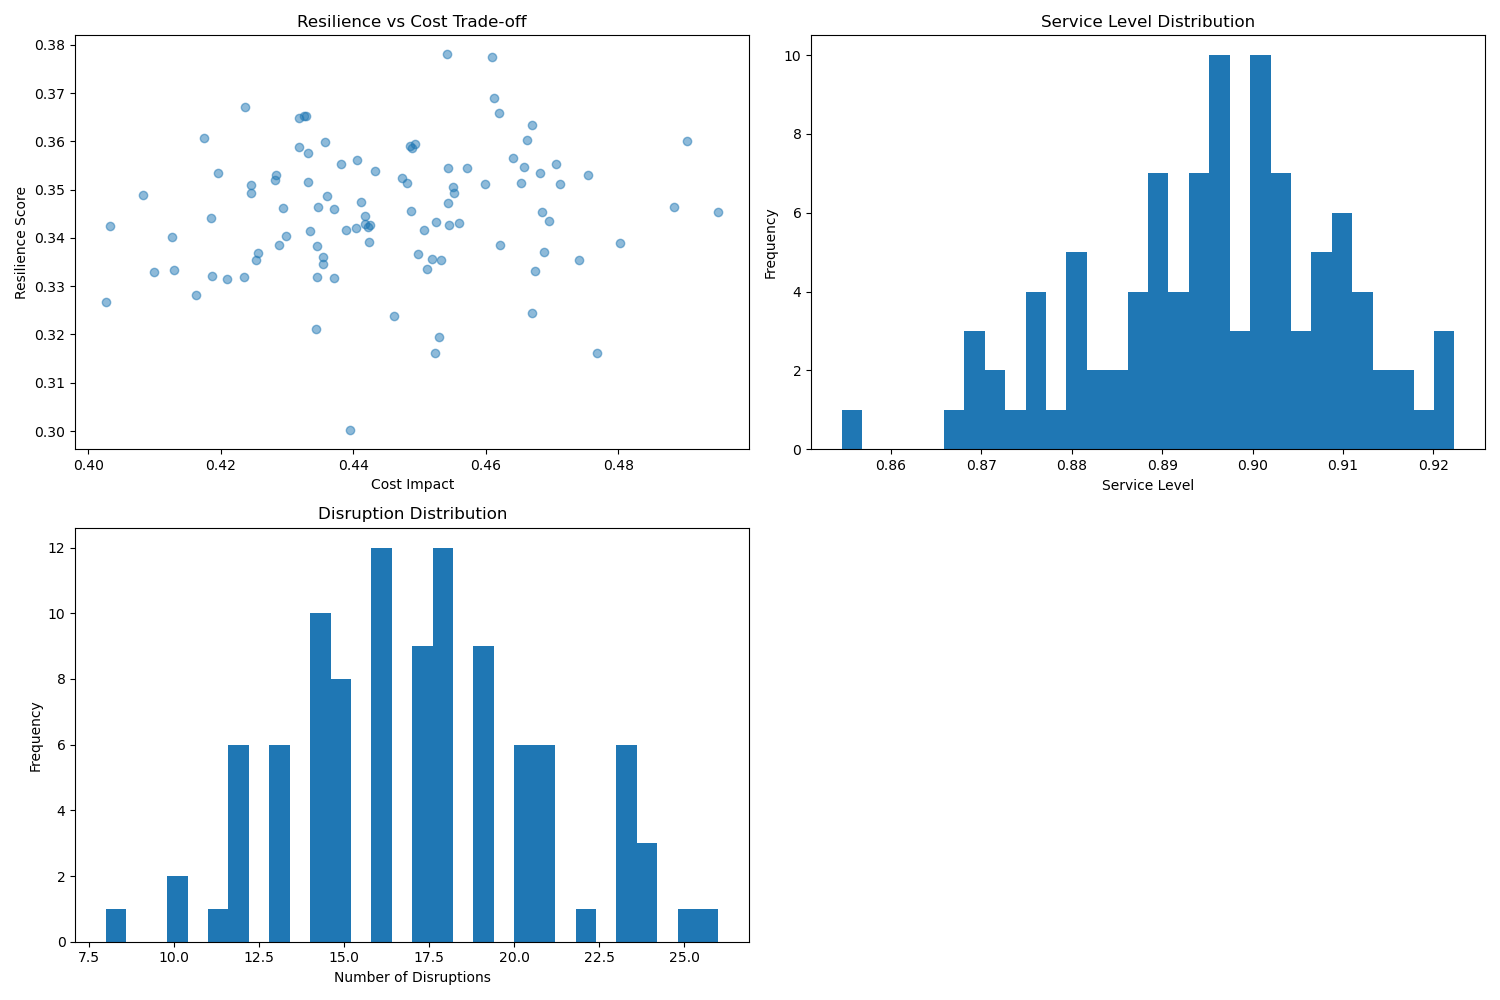 Resilience vs Cost Trade-off
Resilience Score
0.38
0.37
0.36
0.35
0.34
0.33
0.32
0.31
0.30
0.40 0.42 0.44 0.46 0.48
Cost Impact
Service Level Distribution
Frequency
10
8
6
4
2
0
0.86 0.87 0.88 0.89 0.90 0.91 0.92
Service Level
Disruption Distribution
Frequency
12
10
8
6
4
2
0
7.5 10.0 12.5 15.0 17.5 20.0 22.5 25.0
Number of Disruptions